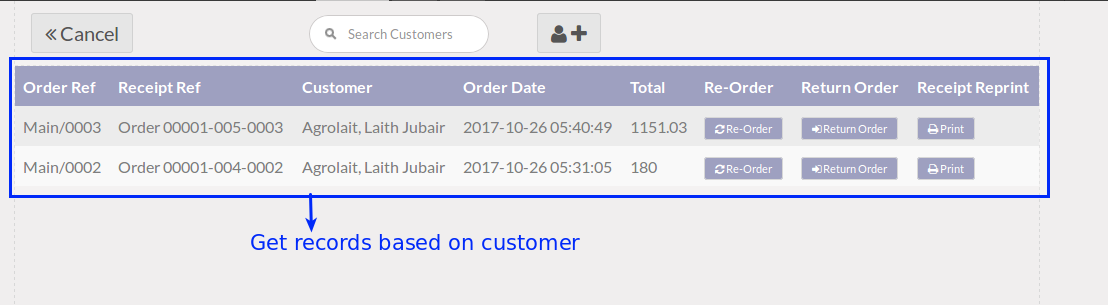 Cancel Search Customers
Order Ref Receipt Ref Customer Order Date Total Re-Order Return Order Receipt Reprint
Main/0003 Order 00001-005-0003 Agrolait, Laith Jubair 2017-10-26 05:40:49 1151.03 Re-Order Return Order Print
Main/0002 Order 00001-004-0002 Agrolait, Laith Jubair 2017-10-26 05:31:05 180 Re-Order Return Order Print
Get records based on customer